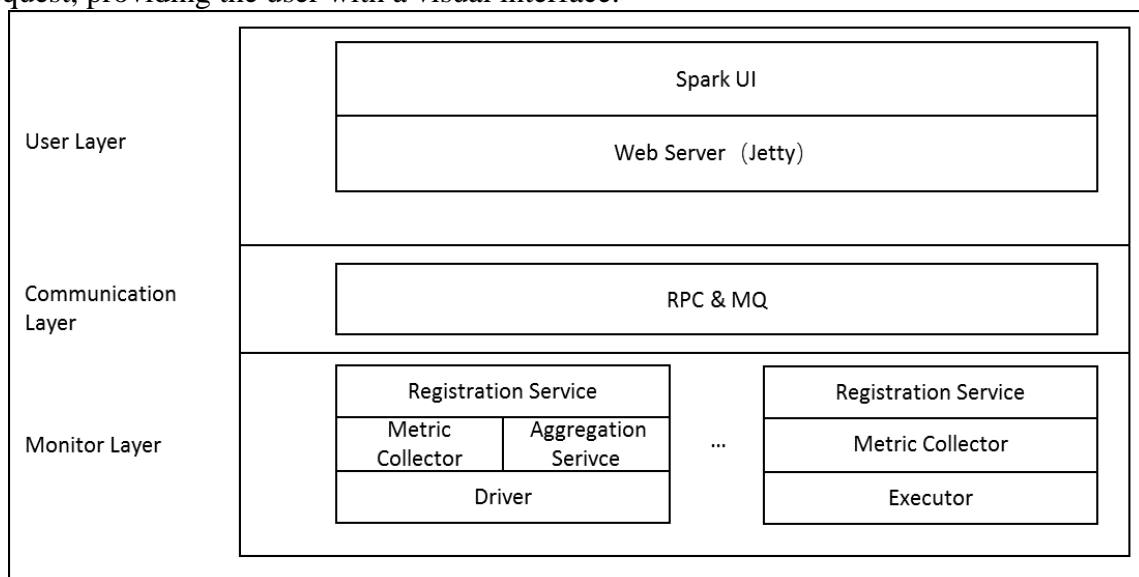 quest, providing the user with a visual interface.
Spark UI
User Layer
Web Server（Jetty）
Communication
Layer
RPC & MQ
Monitor Layer
Registration Service
Metric
Collector
Aggregation
Serivce
Driver
...
Registration Service
Metric Collector
Executor